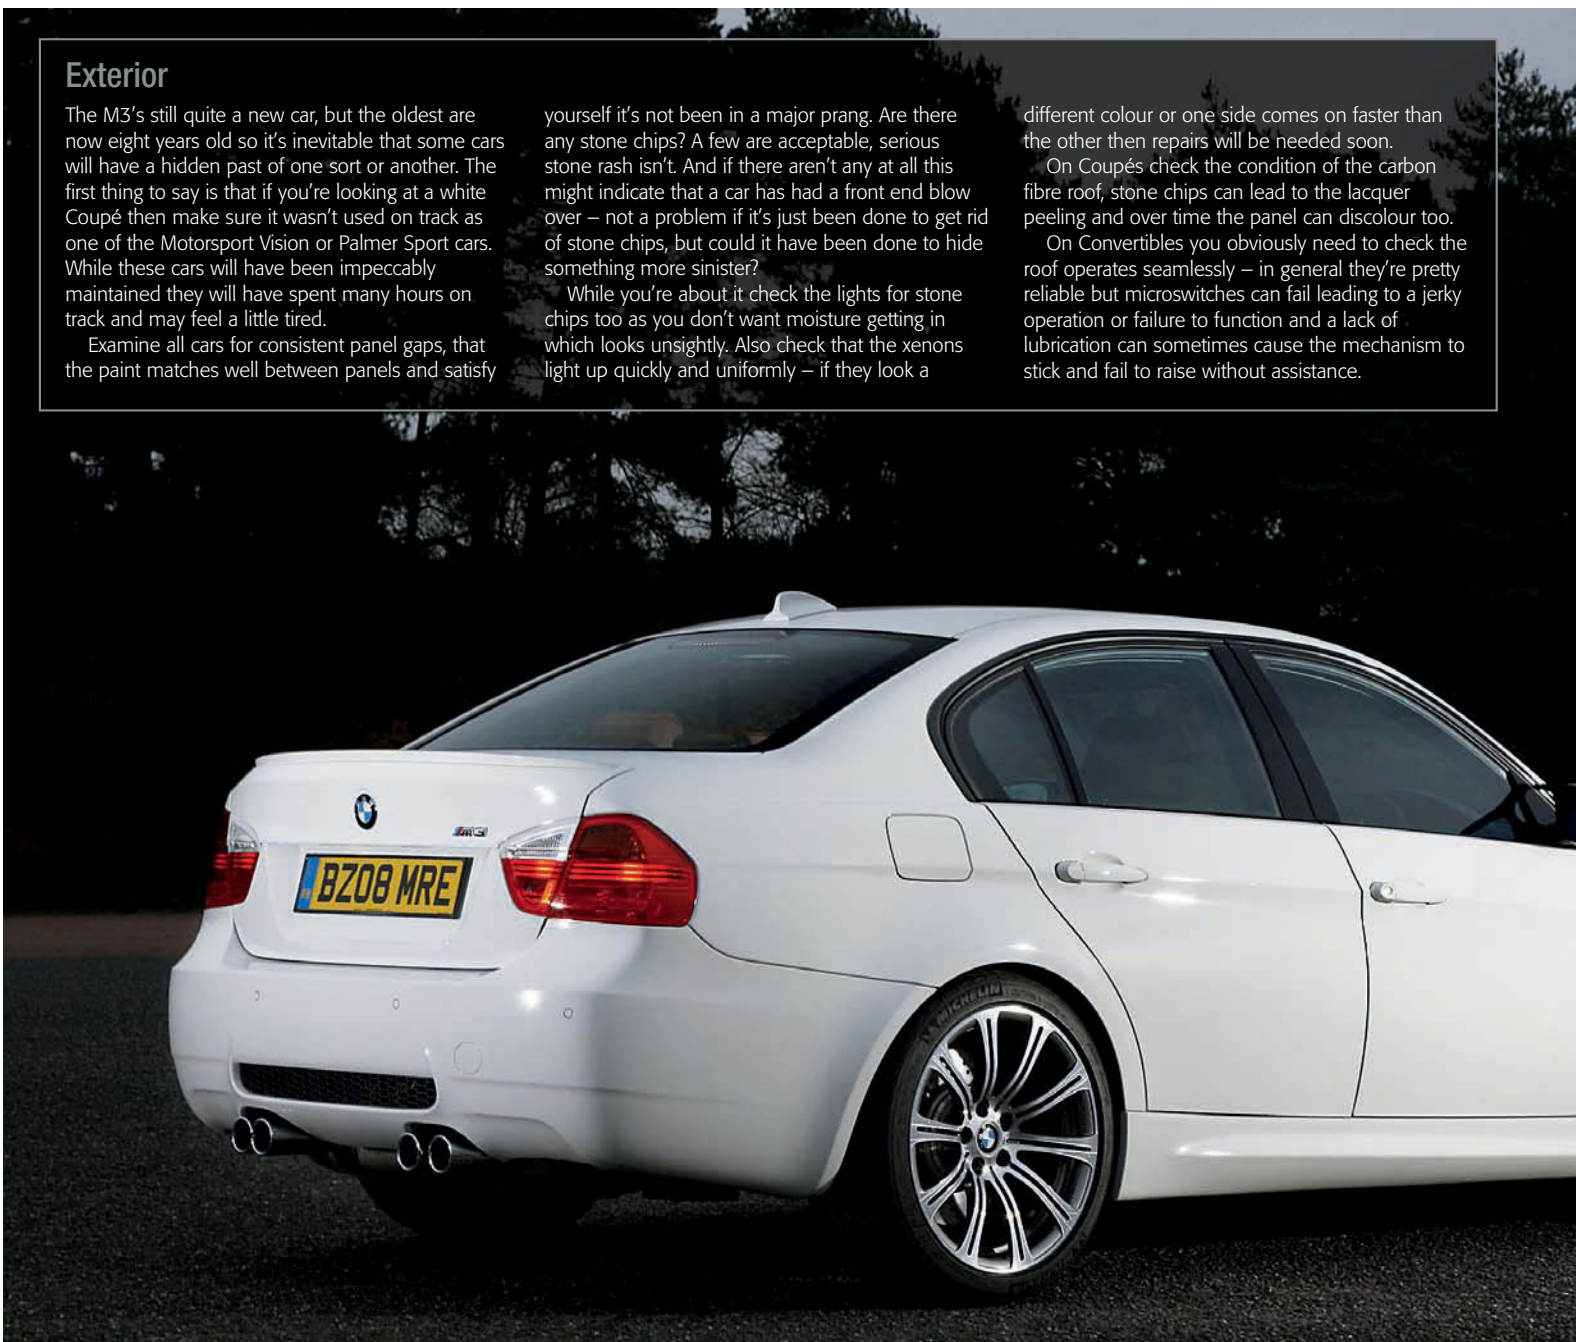 Exterior
The M3's still quite a new car, but the oldest are
now eight years old so it's inevitable that some cars
will have a hidden past of one sort or another. The
first thing to say is that if you're looking at a white
Coupé then make sure it wasn't used on track as
one of the Motorsport Vision or Palmer Sport cars.
While these cars will have been impeccably
maintained they will have spent many hours on
track and may feel a little tired.
Examine all cars for consistent panel gaps, that
the paint matches well between panels and satisfy
yourself it's not been in a major prang. Are there
any stone chips? A few are acceptable, serious
stone rash isn't. And if there aren't any at all this
might indicate that a car has had a front end blow
over – not a problem if it's just been done to get rid
of stone chips, but could it have been done to hide
something more sinister?
While you're about it check the lights for stone
chips too as you don't want moisture getting in
which looks unsightly. Also check that the xenons
light up quickly and uniformly – if they look a
different colour or one side comes on faster than
the other then repairs will be needed soon.
On Coupés check the condition of the carbon
fibre roof, stone chips can lead to the lacquer
peeling and over time the panel can discolour too.
On Convertibles you obviously need to check the
roof operates seamlessly – in general they're pretty
reliable but microswitches can fail leading to a jerky
operation or failure to function and a lack of
lubrication can sometimes cause the mechanism to
stick and fail to raise without assistance.
M3
BZ08 MRE
MICHELIN